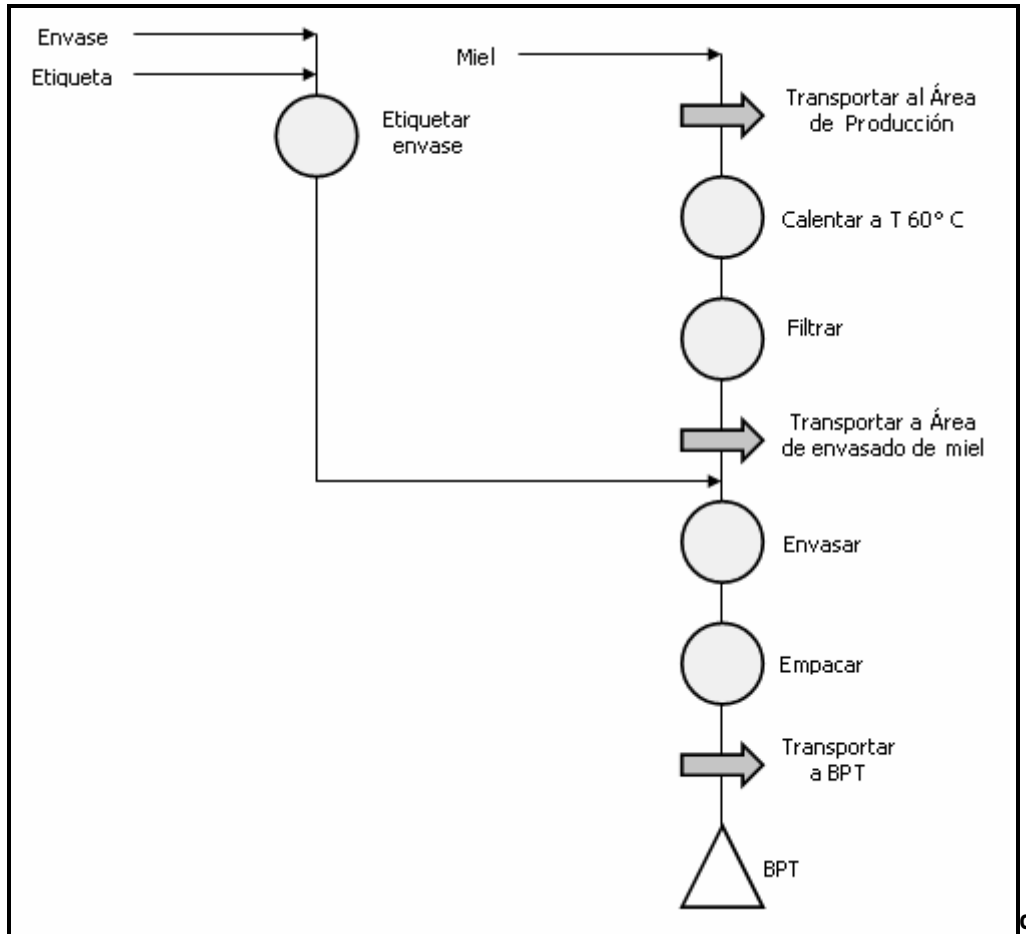 Envase
Etiqueta
Etiquetar
envase
Miel
Transportar al Área
de Producción
Calentar a T 60° C
Filtrar
Transportar a Área
de envasado de miel
Envasar
Empacar
Transportar
a BPT
BPT